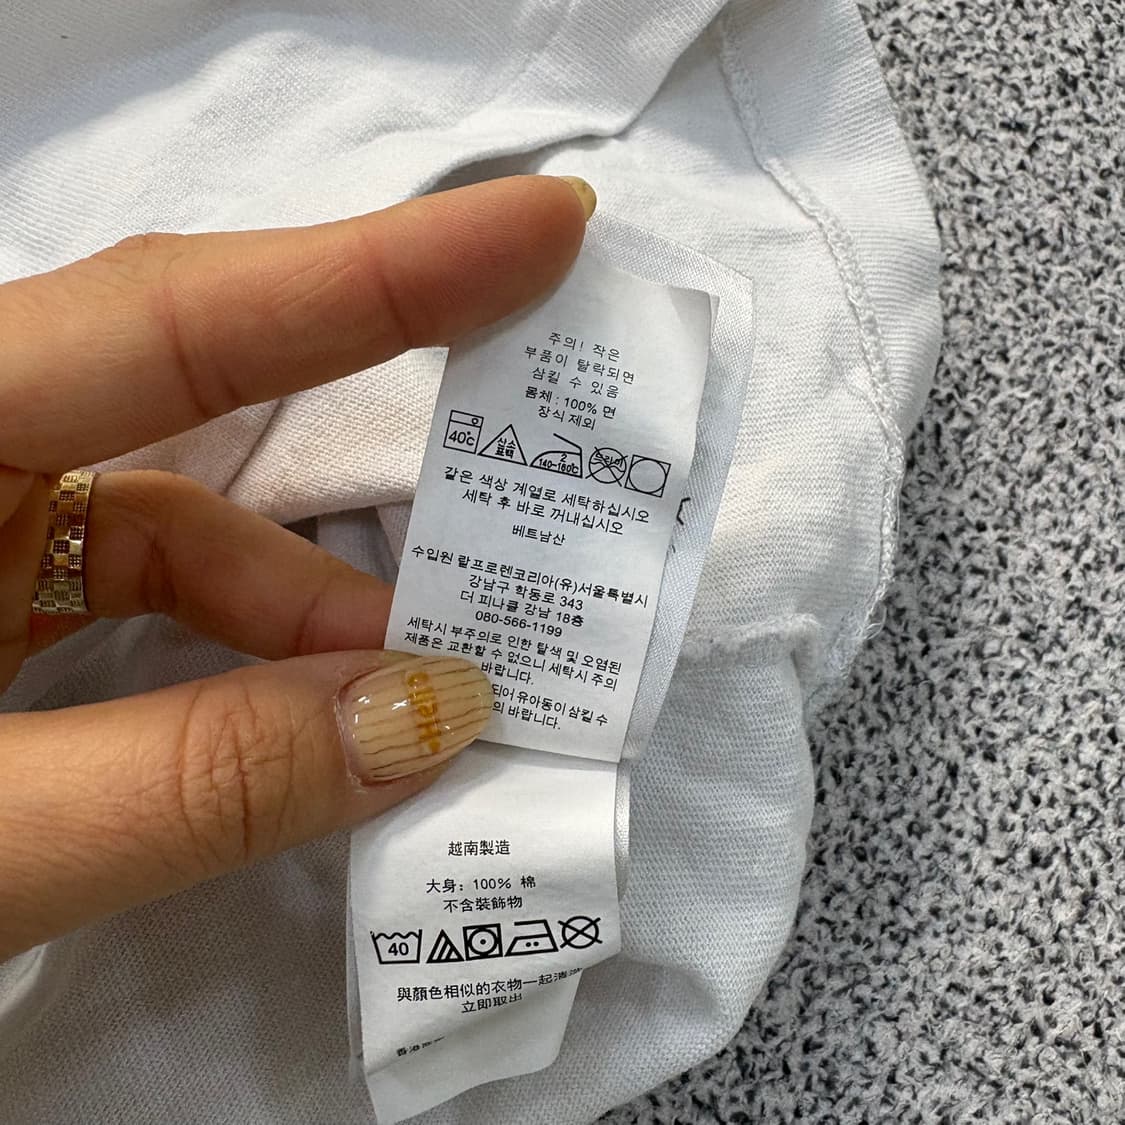 주의! 작은
부품이 탈락되면
삼킬 수 있음
몸체 : 100% 면
장식 제외
40℃ 산소 표백 2 140~160℃ 드라이
같은 색상 계열로 세탁하십시오
세탁 후 바로 꺼내십시오
베트남산
수입원 랄프로렌코리아(유)서울특별시
강남구 학동로 343
더 피나클 강남 18층
080-566-1199
세탁시 부주의로 인한 탈색 및 오염된
제품은 교환할 수 없으니 세탁시 주의
바랍니다.
되어 유아동이 삼킬 수
의 바랍니다.
越南製造
大身: 100% 棉
不含裝飾物
40
與顏色相似的衣物一起清
立即取出
香港